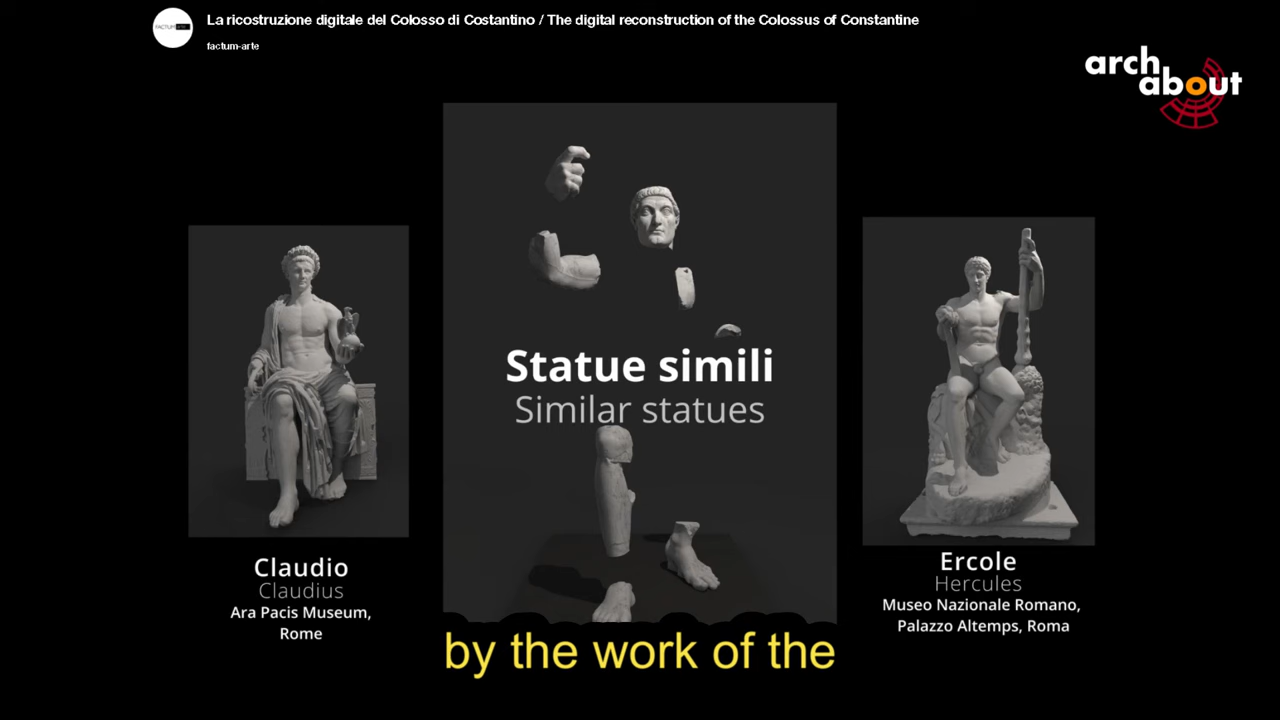 La ricostruzione digitale del Colosso di Costantino / The digital reconstruction of the Colossus of Constantine
factum-arte
FACTUM
arch
about
Statue simili
Similar statues
Claudio
Claudius
Ara Pacis Museum,
Rome
Ercole
Hercules
Museo Nazionale Romano,
Palazzo Altemps, Roma
by the work of the